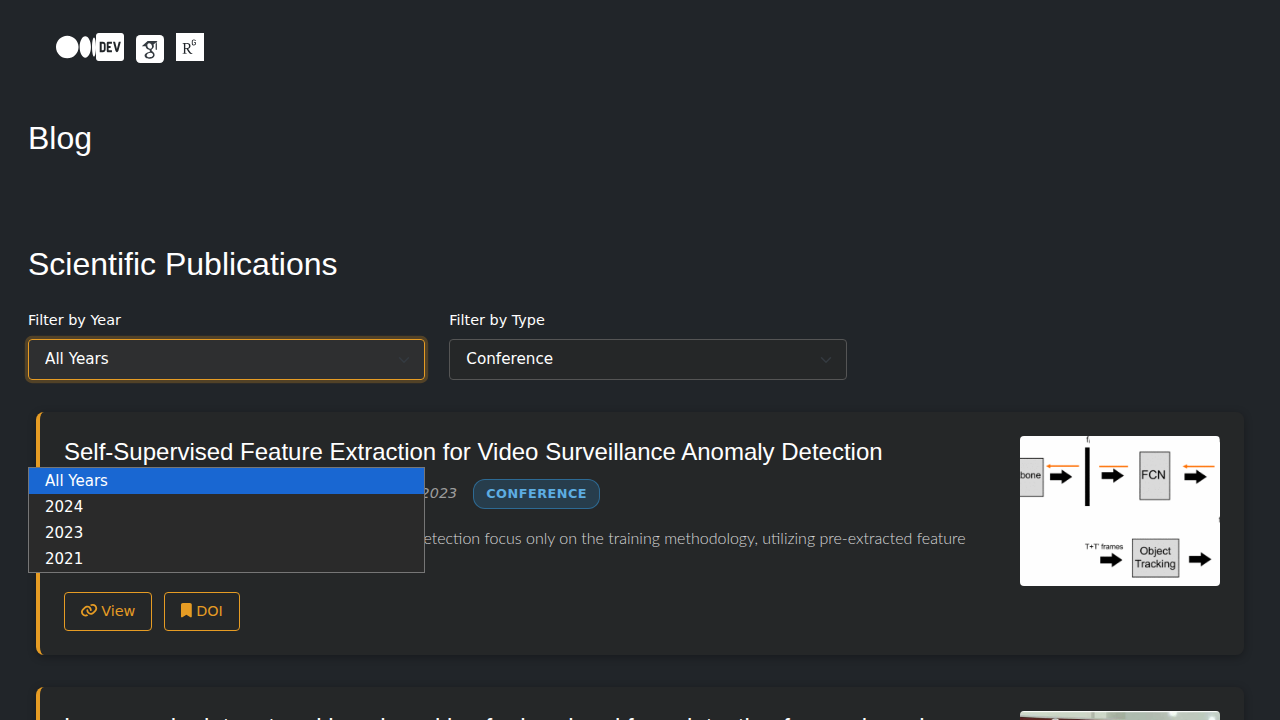 DEV
g
R G
Blog
Scientific Publications
Filter by Year
Filter by Type
All Years
Conference
Self-Supervised Feature Extraction for Video Surveillance Anomaly Detection
2023
CONFERENCE
All Years
2024
2023
2021
etection focus only on the training methodology, utilizing pre-extracted feature
View
DOI
bone
FCN
T+T' frames
Object
Tracking